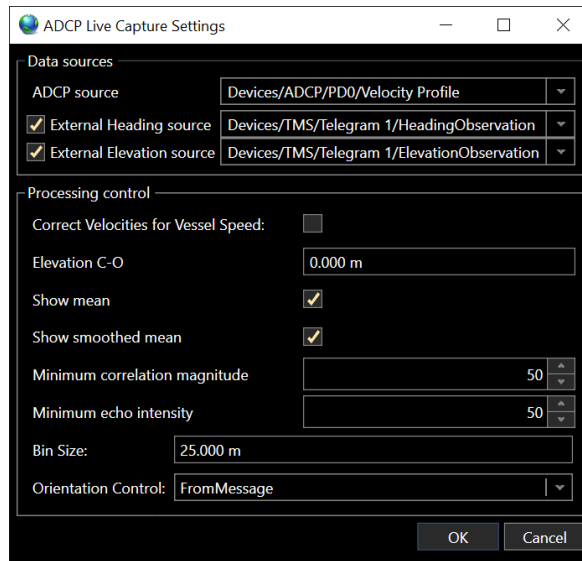 ADCP Live Capture Settings
Data sources
ADCP source Devices/ADCP/PD0/Velocity Profile
External Heading source Devices/TMS/Telegram 1/HeadingObservation
External Elevation source Devices/TMS/Telegram 1/ElevationObservation
Processing control
Correct Velocities for Vessel Speed:
Elevation C-O 0.000 m
Show mean
Show smoothed mean
Minimum correlation magnitude 50
Minimum echo intensity 50
Bin Size: 25.000 m
Orientation Control: FromMessage
OK Cancel